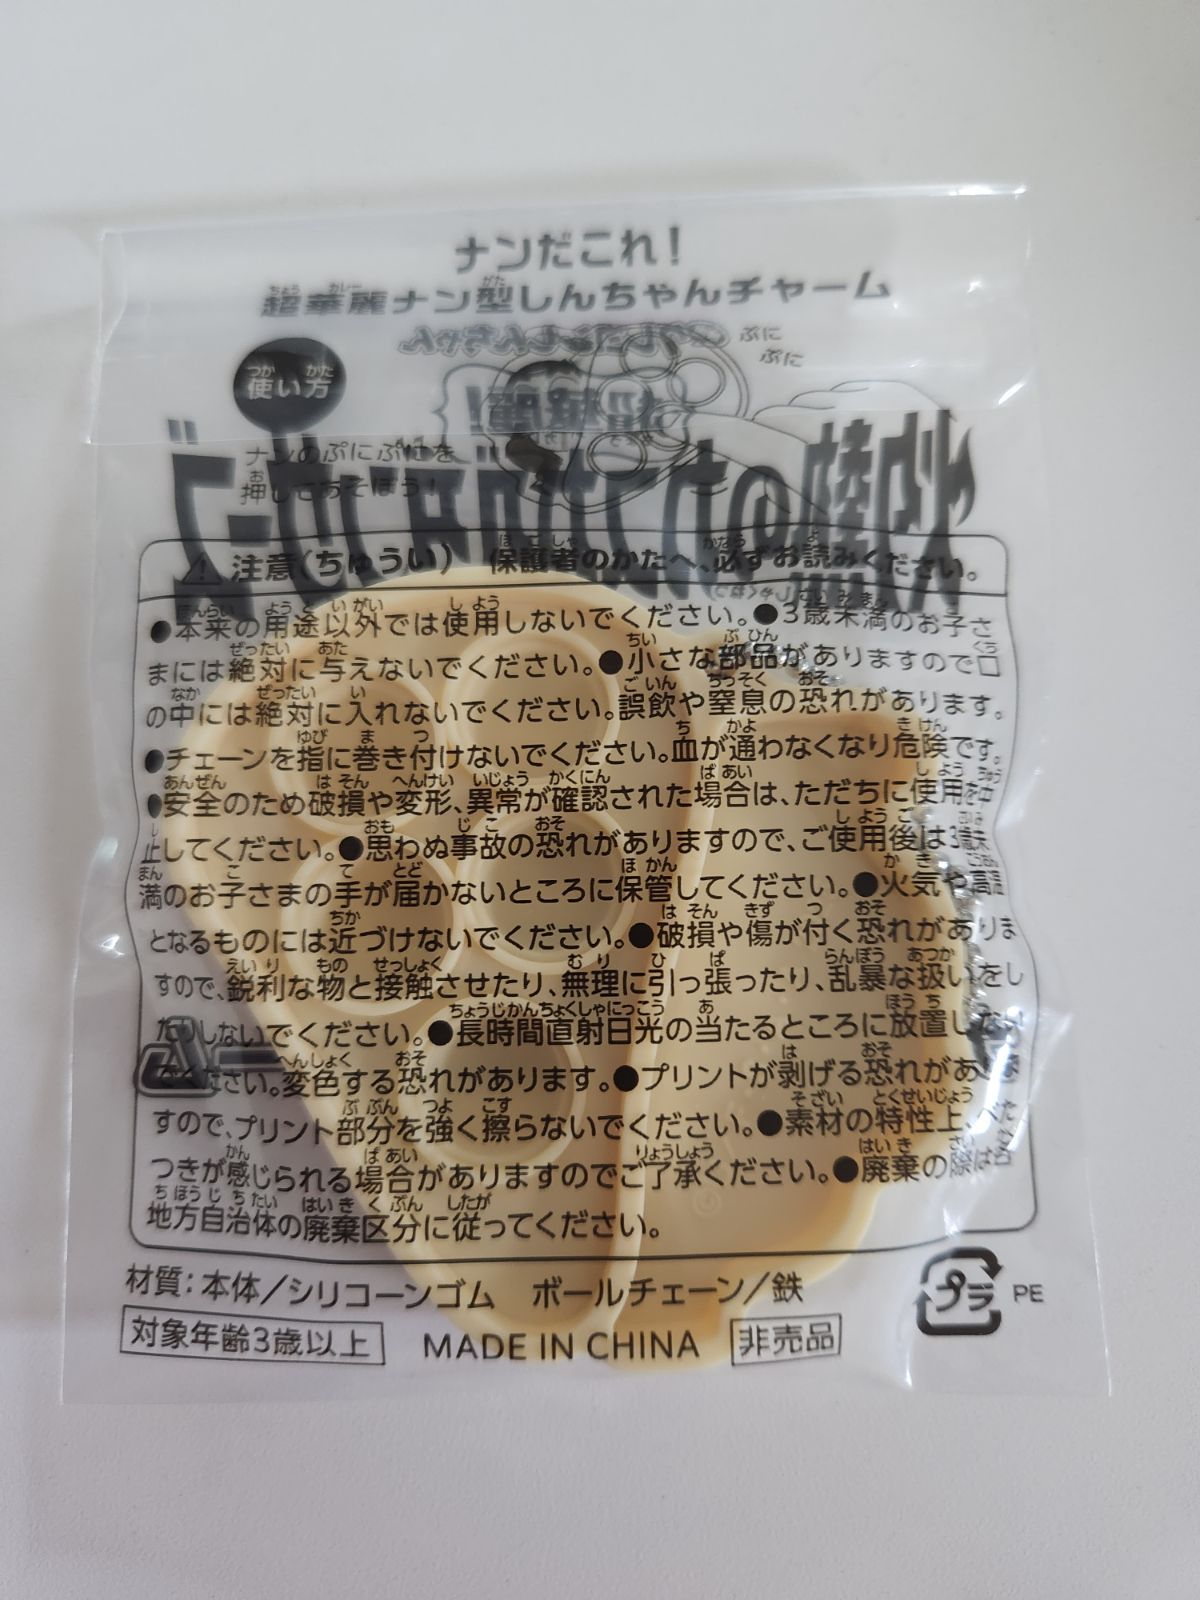 ナンだこれ!
超華麗ナン型しんちゃんチャーム
ぷに
ぷに
使い方
ナンのぷにぷにを
押してあそぼう!
注意(ちゅうい) 保護者のかたへ、必ずお読みください。
●本来の用途以外では使用しないでください。●3歳未満のお子さ
まには絶対に与えないでください。●小さな部品がありますので口
の中には絶対に入れないでください。誤飲や窒息の恐れがあります。
●チェーンを指に巻き付けないでください。血が通わなくなり危険です。
●安全のため破損や変形、異常が確認された場合は、ただちに使用を中
止してください。●思わぬ事故の恐れがありますので、ご使用後は3歳未
満のお子さまの手が届かないところに保管してください。●火気や高温
となるものには近づけないでください。●破損や傷が付く恐れがありま
すので、鋭利な物と接触させたり、無理に引っ張ったり、乱暴な扱いをし
たりしないでください。●長時間直射日光の当たるところに放置しない
でください。変色する恐れがあります。●プリントが剥げる恐れがありま
すので、プリント部分を強く擦らないでください。●素材の特性上、べた
つきが感じられる場合がありますのでご了承ください。●廃棄の際は各
地方自治体の廃棄区分に従ってください。
材質:本体/シリコーンゴム ボールチェーン/鉄
対象年齢3歳以上 MADE IN CHINA 非売品
プラ PE